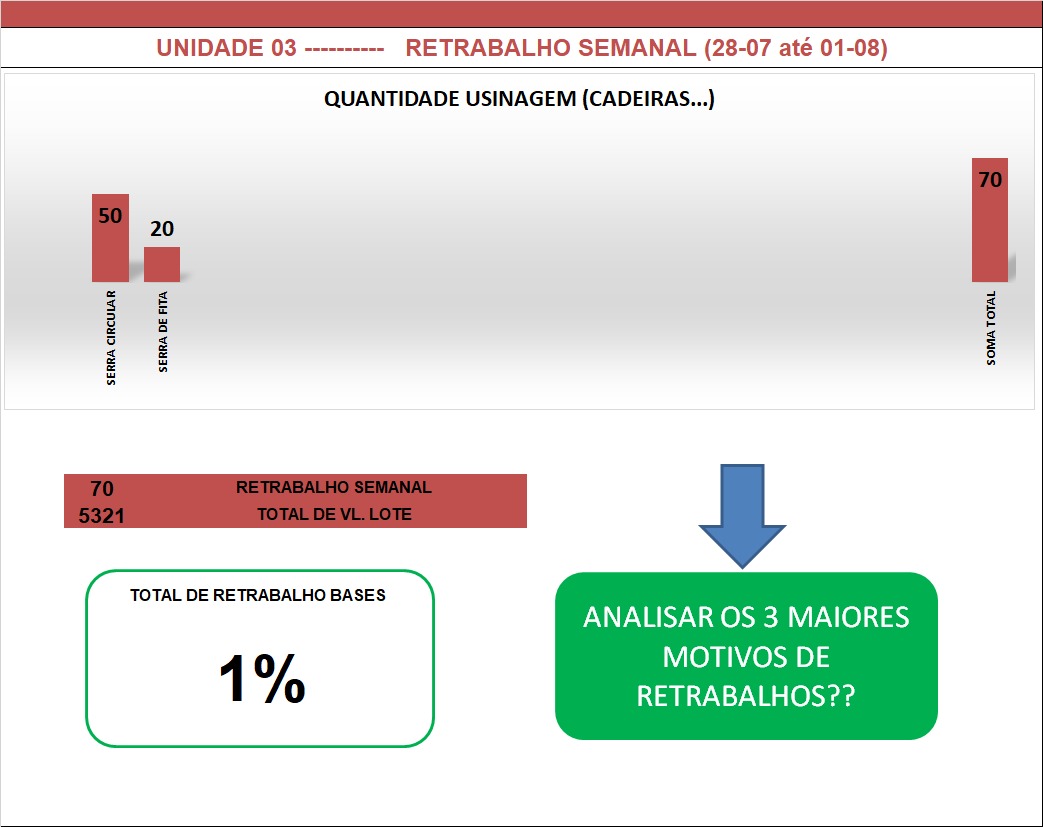 UNIDADE 03 ---------- RETRABALHO SEMANAL (28-07 até 01-08)
QUANTIDADE USINAGEM (CADEIRAS...)
50
20
70
SERRA CIRCULAR
SERRA DE FITA
SOMA TOTAL
70 RETRABALHO SEMANAL
5321 TOTAL DE VL. LOTE
TOTAL DE RETRABALHO BASES
1%
ANALISAR OS 3 MAIORES
MOTIVOS DE
RETRABALHOS??